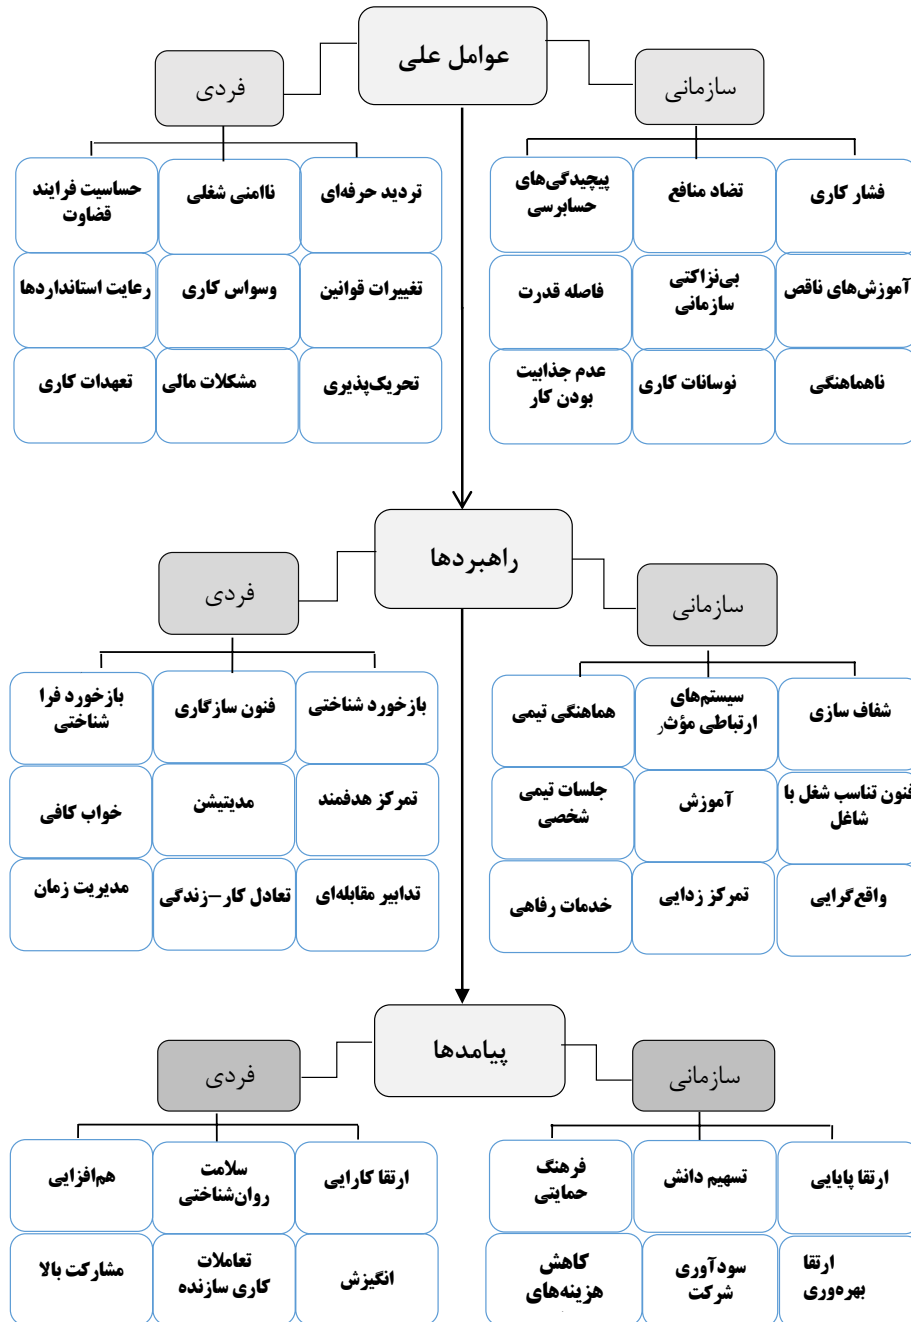 عوامل علی
سازمانی
فردی
فشار کاری
تضاد منافع
پیچیدگی‌های
حسابرسی
تردید حرفه‌ای
ناامنی شغلی
حساسیت فرایند
قضاوت
آموزش‌های ناقص
بی‌نزاکتی
سازمانی
فاصله قدرت
تغییرات قوانین
وسواس کاری
رعایت استانداردها
ناهماهنگی
نوسانات کاری
عدم جذابیت
بودن کار
تحریک‌پذیری
مشکلات مالی
تعهدات کاری
راهبردها
سازمانی
فردی
شفاف سازی
سیستم‌های
ارتباطی مؤثر
هماهنگی تیمی
بازخورد شناختی
فنون سازگاری
بازخورد فرا
شناختی
فنون تناسب شغل با
شاغل
آموزش
جلسات تیمی
شخصی
تمرکز هدفمند
مدیتیشن
خواب کافی
واقع‌گرایی
تمرکز زدایی
خدمات رفاهی
تدابیر مقابله‌ای
تعادل کار–زندگی
مدیریت زمان
پیامدها
سازمانی
فردی
ارتقا پایایی
تسهیم دانش
فرهنگ
حمایتی
ارتقا کارایی
سلامت
روان‌شناختی
هم‌افزایی
ارتقا
بهره‌وری
سودآوری
شرکت
کاهش
هزینه‌های
انگیزش
تعاملات
کاری سازنده
مشارکت بالا